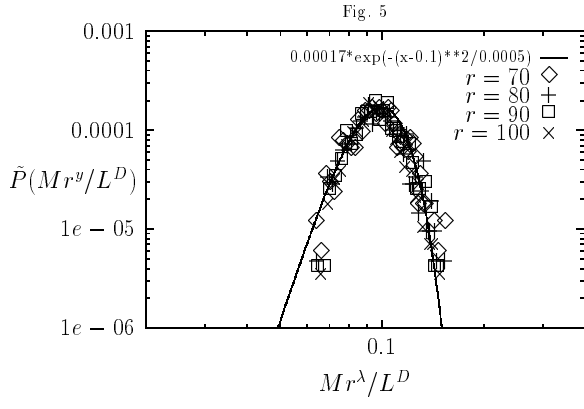 Fig. 5
0.001
0.00017*exp(-(x-0.1)**2/0.0005)
r = 70
r = 80
0.0001
r = 90
r = 100
P̃(Mr^y/L^D)
1e − 05
1e − 06
0.1
Mr^λ/L^D